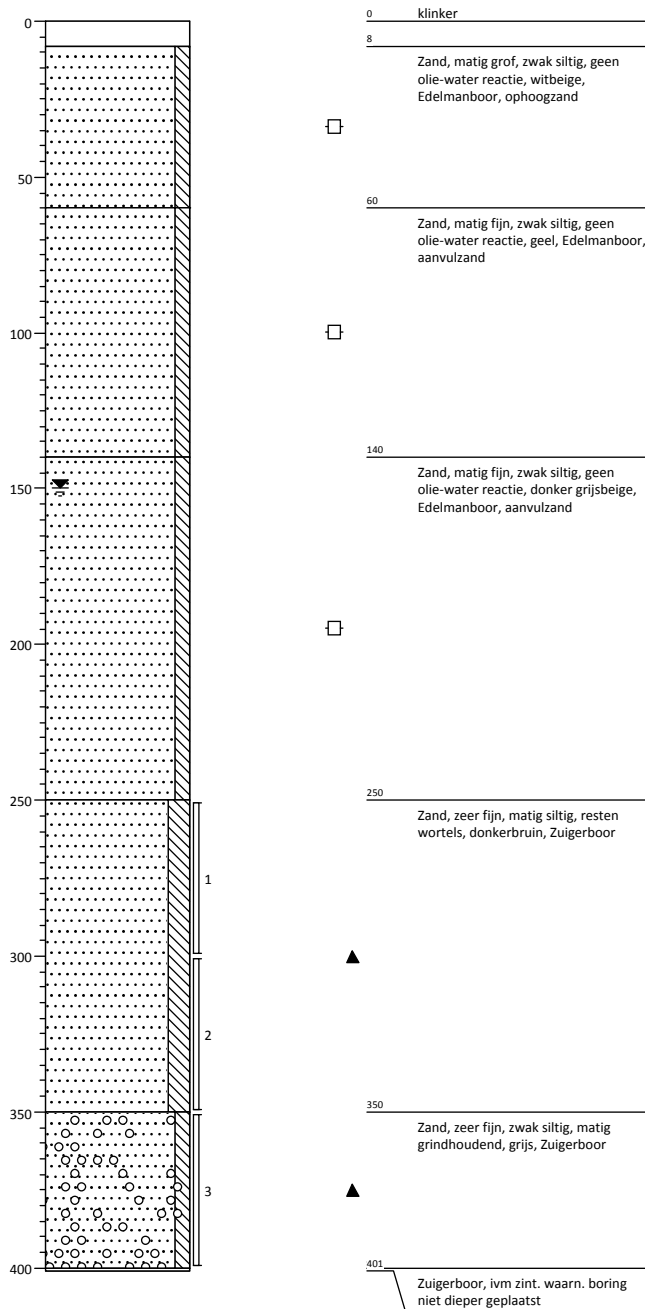 0
50
100
150
200
250
300
350
400
1
2
3
0
klinker
8
Zand, matig grof, zwak siltig, geen
olie-water reactie, witbeige,
Edelmanboor, ophoogzand
60
Zand, matig fijn, zwak siltig, geen
olie-water reactie, geel, Edelmanboor,
aanvulzand
140
Zand, matig fijn, zwak siltig, geen
olie-water reactie, donker grijsbeige,
Edelmanboor, aanvulzand
250
Zand, zeer fijn, matig siltig, resten
wortels, donkerbruin, Zuigerboor
350
Zand, zeer fijn, zwak siltig, matig
grindhoudend, grijs, Zuigerboor
401
Zuigerboor, ivm zint. waarn. boring
niet dieper geplaatst